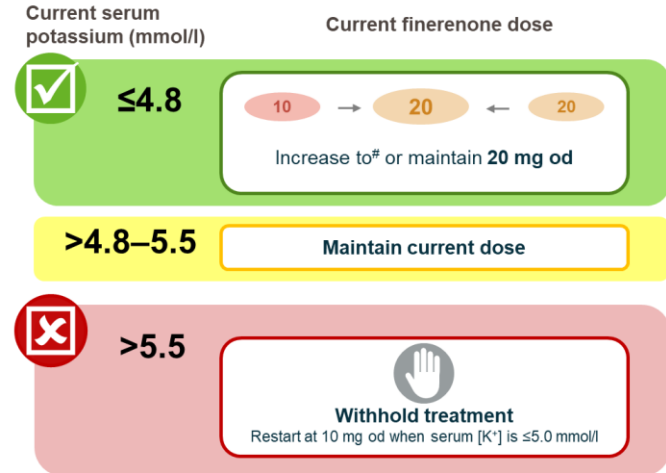 Current serum
potassium (mmol/l)
Current finerenone dose
≤4.8
10 → 20 ← 20
Increase to# or maintain 20 mg od
>4.8–5.5
Maintain current dose
>5.5
Withhold treatment
Restart at 10 mg od when serum [K⁺] is ≤5.0 mmol/l